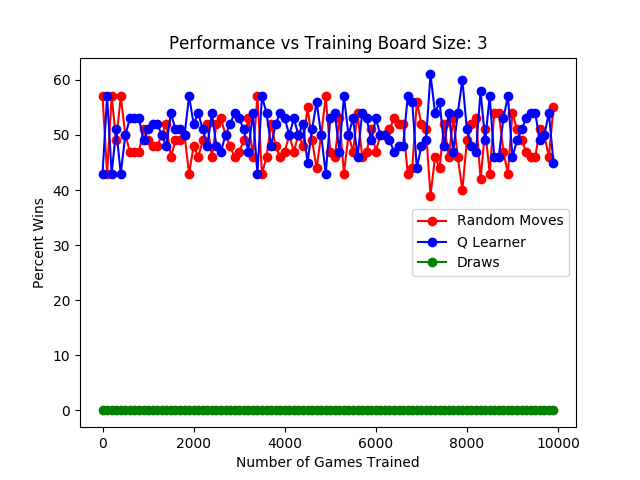 Performance vs Training Board Size: 3
60
50
40
30
20
10
0
Percent Wins
Random Moves
Q Learner
Draws
0 2000 4000 6000 8000 10000
Number of Games Trained